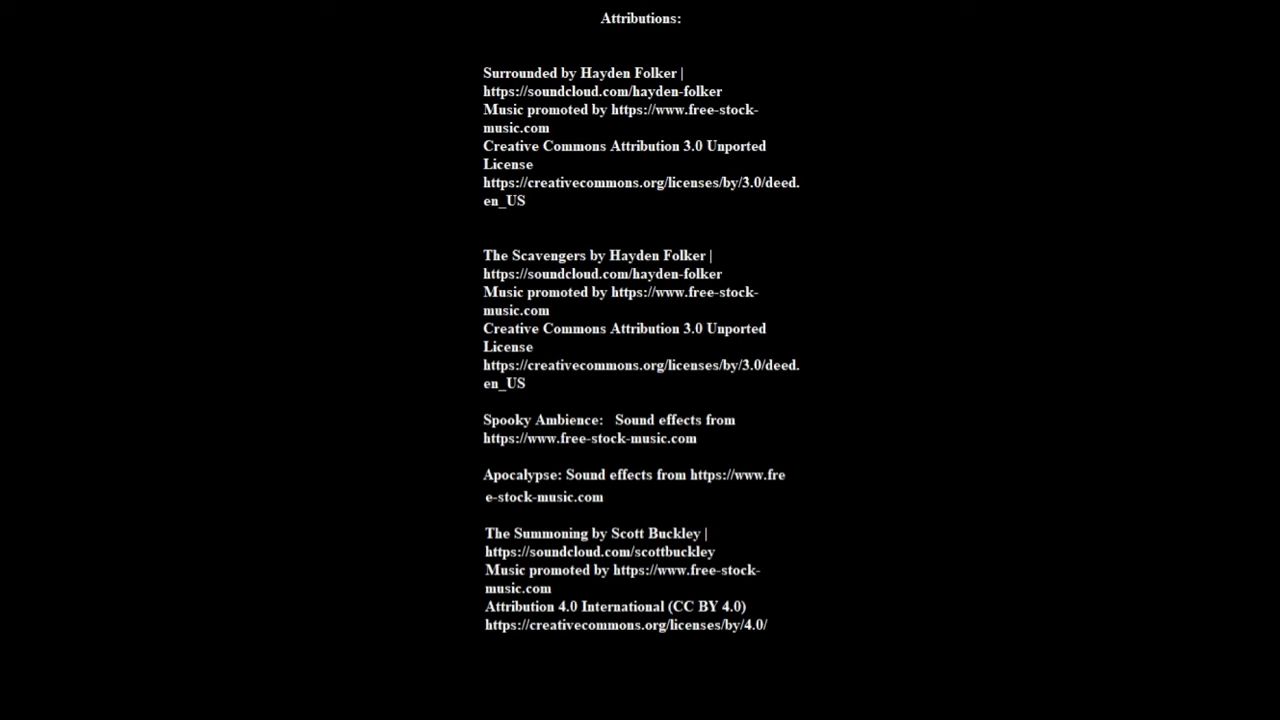 Attributions:
Surrounded by Hayden Folker |
https://soundcloud.com/hayden-folker
Music promoted by https://www.free-stock-
music.com
Creative Commons Attribution 3.0 Unported
License
https://creativecommons.org/licenses/by/3.0/deed.
en_US
The Scavengers by Hayden Folker |
https://soundcloud.com/hayden-folker
Music promoted by https://www.free-stock-
music.com
Creative Commons Attribution 3.0 Unported
License
https://creativecommons.org/licenses/by/3.0/deed.
en_US
Spooky Ambience:   Sound effects from
https://www.free-stock-music.com
Apocalypse: Sound effects from https://www.fre
e-stock-music.com
The Summoning by Scott Buckley |
https://soundcloud.com/scottbuckley
Music promoted by https://www.free-stock-
music.com
Attribution 4.0 International (CC BY 4.0)
https://creativecommons.org/licenses/by/4.0/